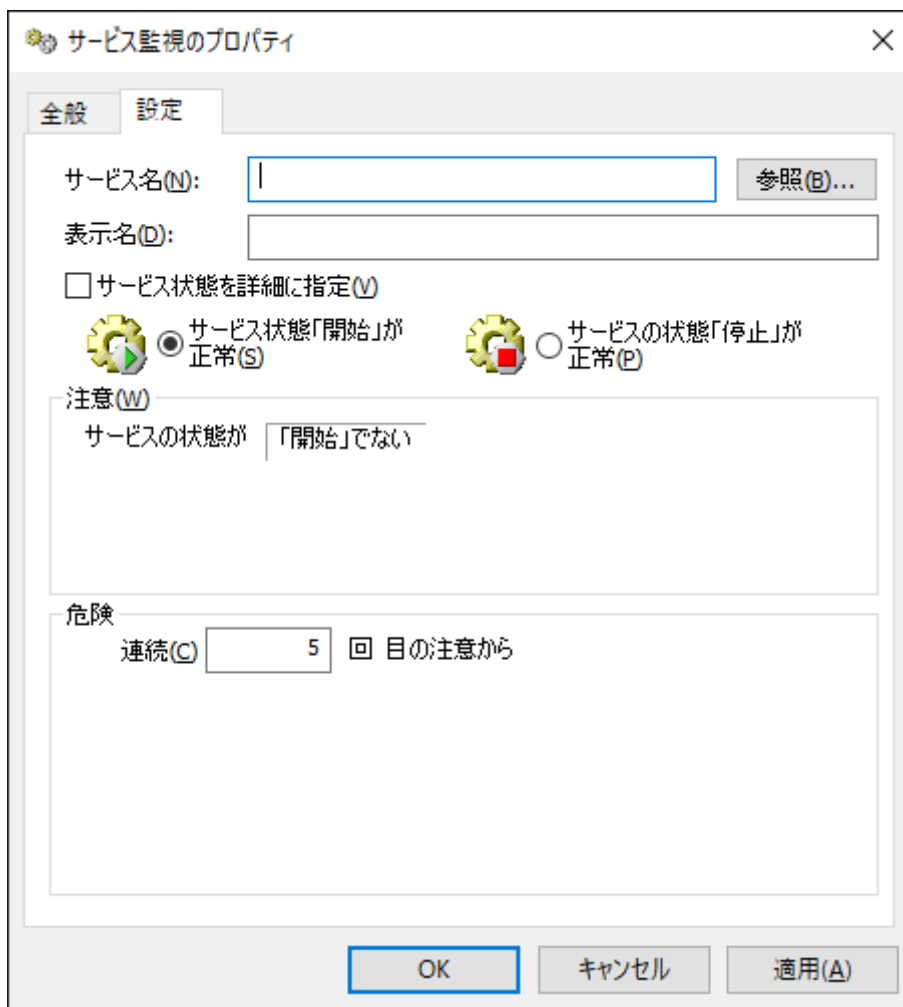 サービス監視のプロパティ
全般
設定
サービス名(N):
参照(B)...
表示名(D):
サービス状態を詳細に指定(V)
サービス状態「開始」が
正常(S)
サービスの状態「停止」が
正常(P)
注意(W)
サービスの状態が 「開始」でない
危険
連続(C) 5 回 目の注意から
OK
キャンセル
適用(A)